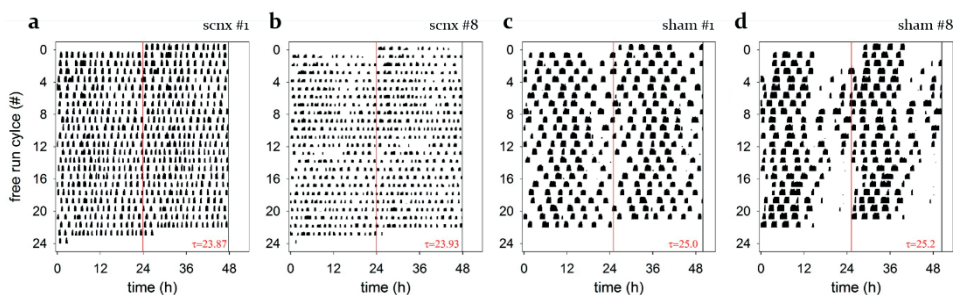 a scnx #1 b scnx #8 c sham #1 d sham #8
free run cylce (#)
0 0 0 0
4 4 4 4
8 8 8 8
12 12 12 12
16 16 16 16
20 20 20 20
24 24 24 24
τ=23.87 τ=23.93 τ=25.0 τ=25.2
0 12 24 36 48 0 12 24 36 48 0 12 24 36 48 0 12 24 36 48
time (h) time (h) time (h) time (h)